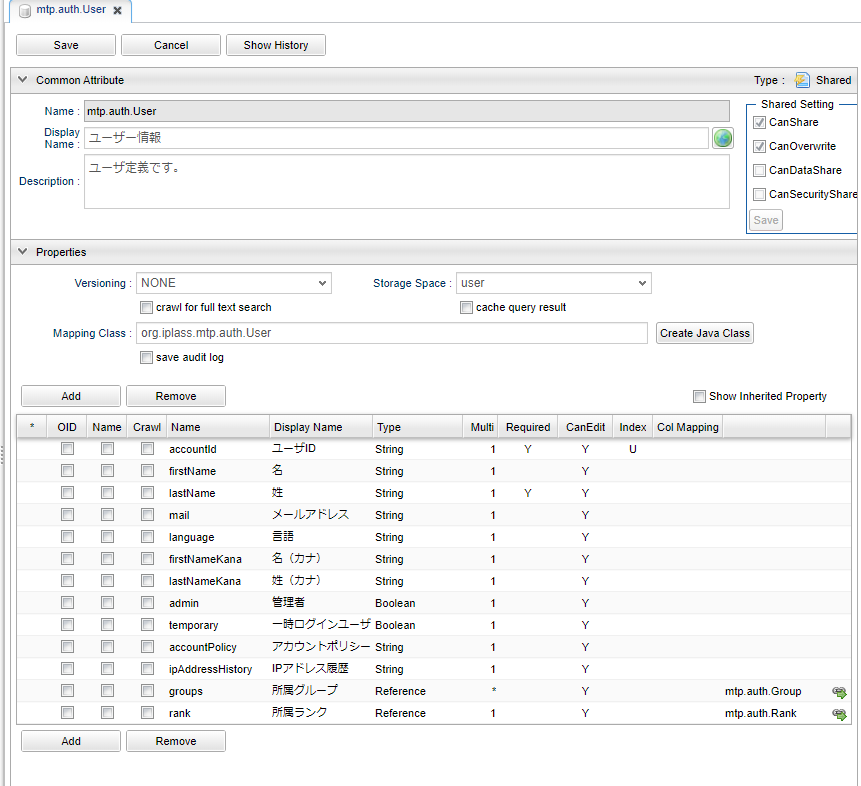 mtp.auth.User
Save Cancel Show History
Common Attribute Type : Shared
Name : mtp.auth.User
Display Name : ユーザー情報
Description : ユーザ定義です。
Shared Setting
CanShare
CanOverwrite
CanDataShare
CanSecurityShare
Save
Properties
Versioning : NONE Storage Space : user
crawl for full text search cache query result
Mapping Class : org.iplass.mtp.auth.User Create Java Class
save audit log
Add Remove Show Inherited Property
* OID Name Crawl Name Display Name Type Multi Required CanEdit Index Col Mapping
accountId ユーザID String 1 Y Y U
firstName 名 String 1 Y
lastName 姓 String 1 Y Y
mail メールアドレス String 1 Y
language 言語 String 1 Y
firstNameKana 名（カナ） String 1 Y
lastNameKana 姓（カナ） String 1 Y
admin 管理者 Boolean 1 Y
temporary 一時ログインユーザ Boolean 1 Y
accountPolicy アカウントポリシー String 1 Y
ipAddressHistory IPアドレス履歴 String 1 Y
groups 所属グループ Reference * Y mtp.auth.Group
rank 所属ランク Reference 1 Y mtp.auth.Rank
Add Remove